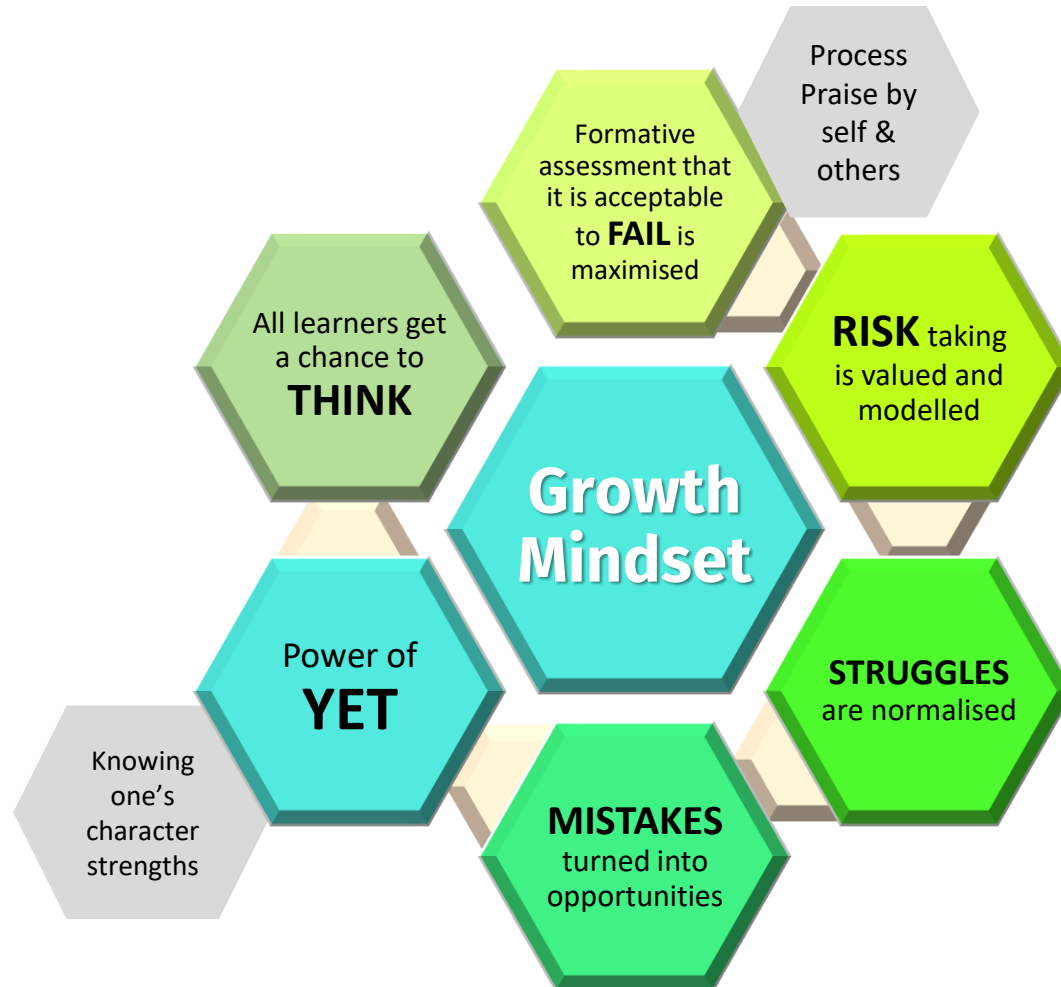 Process
Praise by
self &
others
Formative
assessment that
it is acceptable
to FAIL is
maximised
All learners get
a chance to
THINK
RISK taking
is valued and
modelled
Growth
Mindset
Power of
YET
STRUGGLES
are normalised
Knowing
one’s
character
strengths
MISTAKES
turned into
opportunities